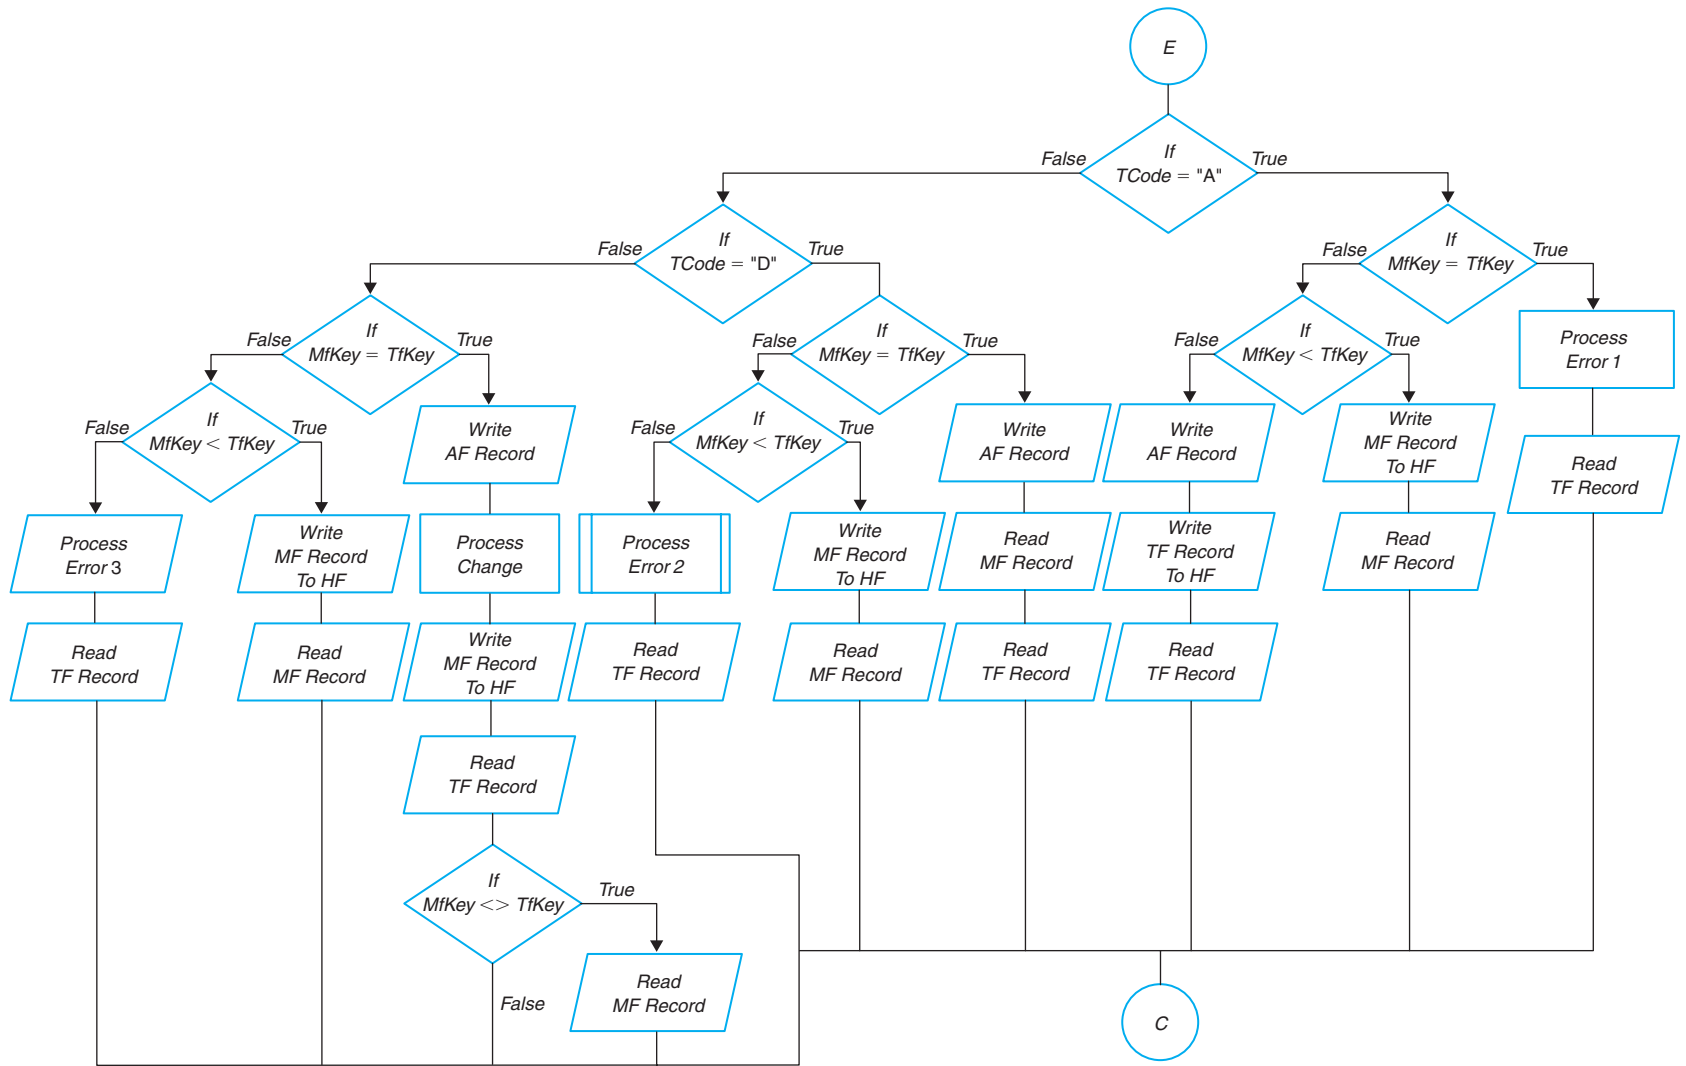 E
If
TCode = "A"
False
True
If
TCode = "D"
False
True
If
MfKey = TfKey
False
True
If
MfKey = TfKey
False
True
If
MfKey = TfKey
False
True
If
MfKey < TfKey
False
True
Process
Error 1
If
MfKey < TfKey
False
True
If
MfKey < TfKey
False
True
Write
AF Record
Write
AF Record
Write
AF Record
Write
MF Record
To HF
Read
TF Record
Process
Error 3
Write
MF Record
To HF
Process
Change
Process
Error 2
Write
MF Record
To HF
Read
MF Record
Write
TF Record
To HF
Read
MF Record
Read
TF Record
Read
MF Record
Write
MF Record
To HF
Read
TF Record
Read
MF Record
Read
TF Record
Read
TF Record
Read
TF Record
If
MfKey <> TfKey
True
False
Read
MF Record
C